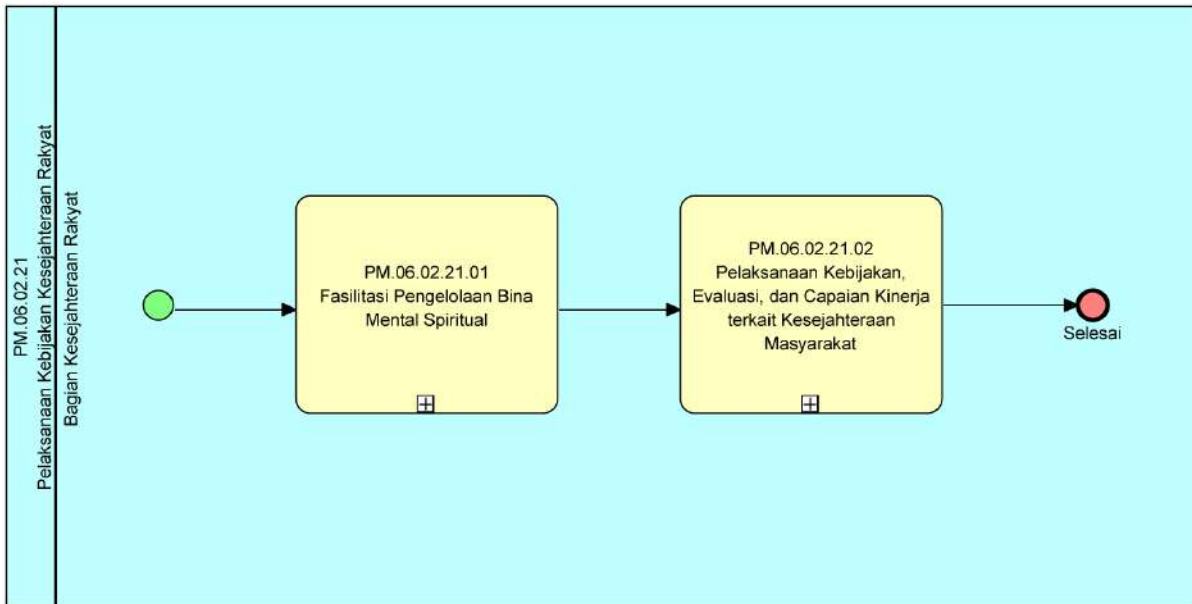 PM.06.02.21
Pelaksanaan Kebijakan Kesejahteraan Rakyat
Bagian Kesejahteraan Rakyat
PM.06.02.21.01
Fasilitasi Pengelolaan Bina
Mental Spiritual
PM.06.02.21.02
Pelaksanaan Kebijakan,
Evaluasi, dan Capaian Kinerja
terkait Kesejahteraan
Masyarakat
Selesai